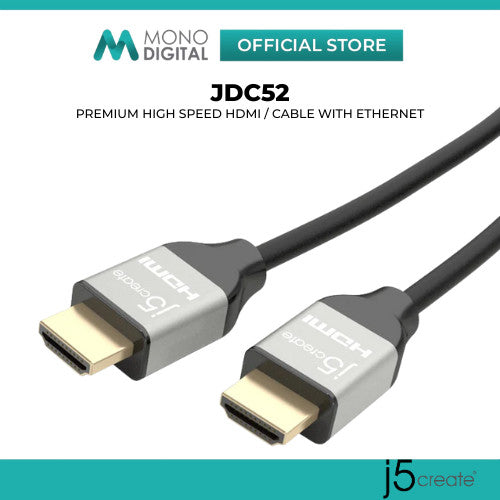 MONO
DIGITAL
OFFICIAL STORE
JDC52
PREMIUM HIGH SPEED HDMI / CABLE WITH ETHERNET
j5create
HDMI
j5create
HDMI
j5create®